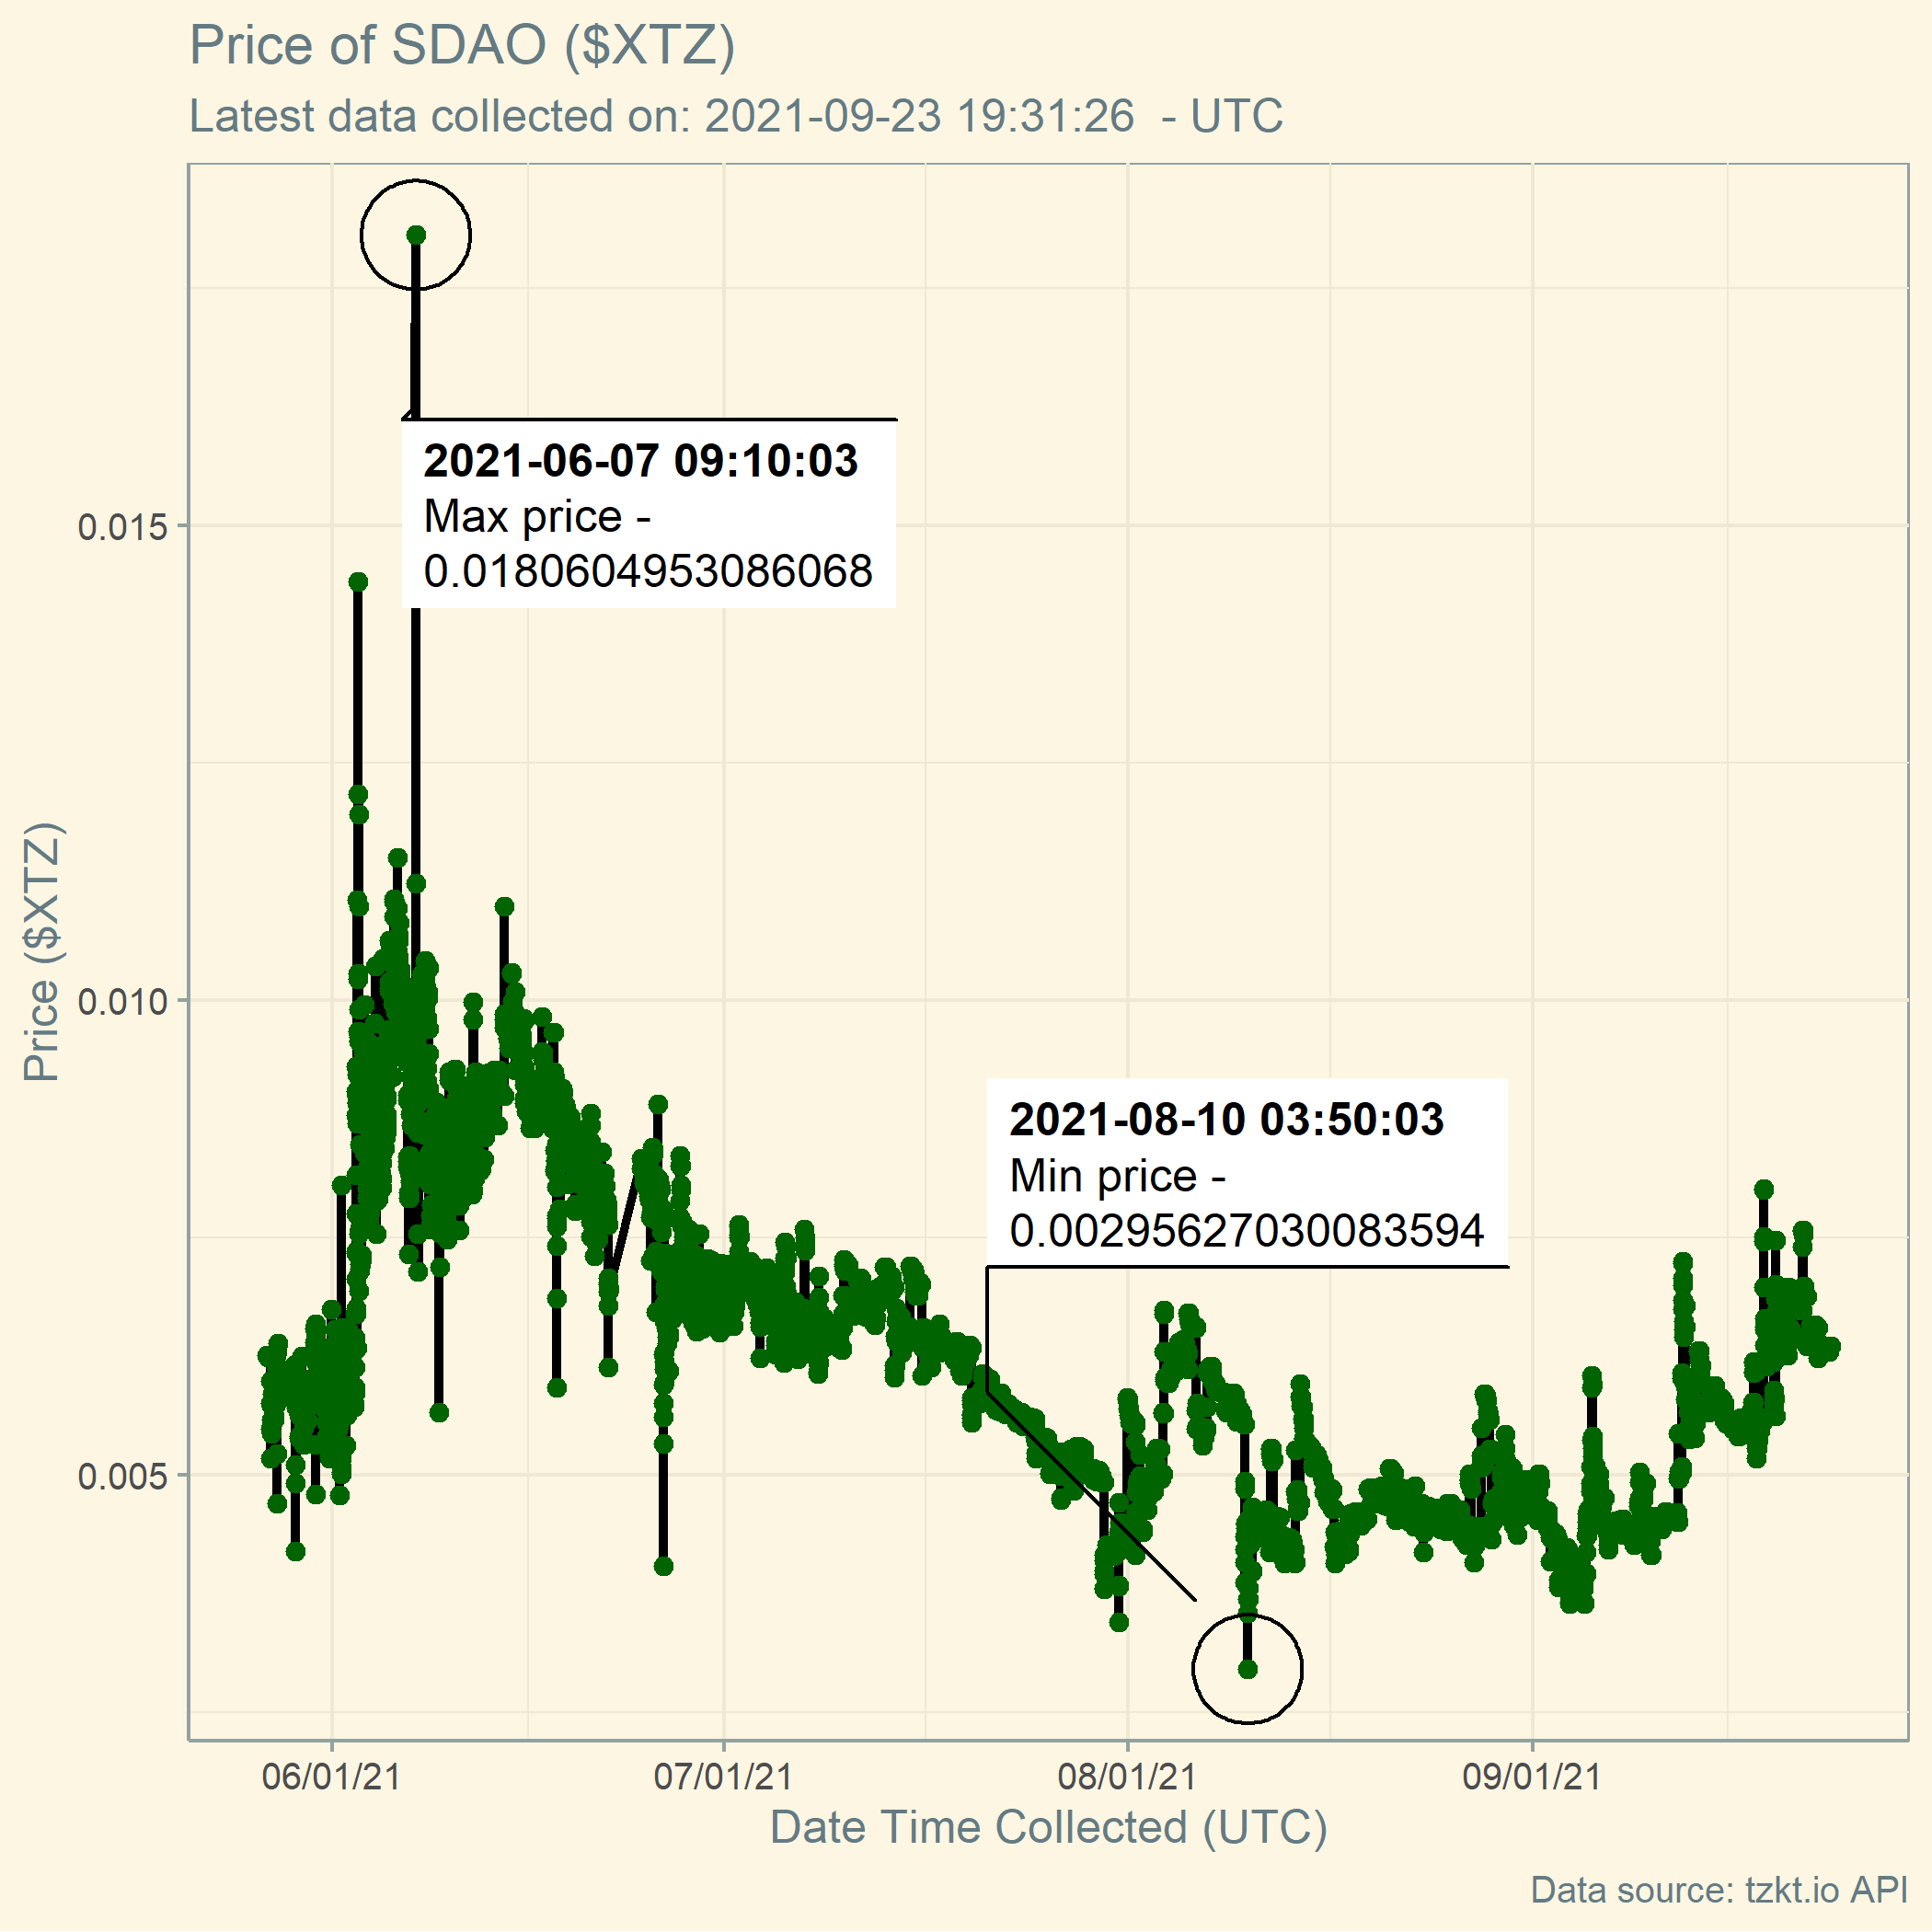 Price of SDAO ($XTZ)
Latest data collected on: 2021-09-23 19:31:26  - UTC
2021-06-07 09:10:03
Max price -
0.0180604953086068
0.015
0.010
0.005
Price ($XTZ)
2021-08-10 03:50:03
Min price -
0.00295627030083594
06/01/21
07/01/21
08/01/21
09/01/21
Date Time Collected (UTC)
Data source: tzkt.io API